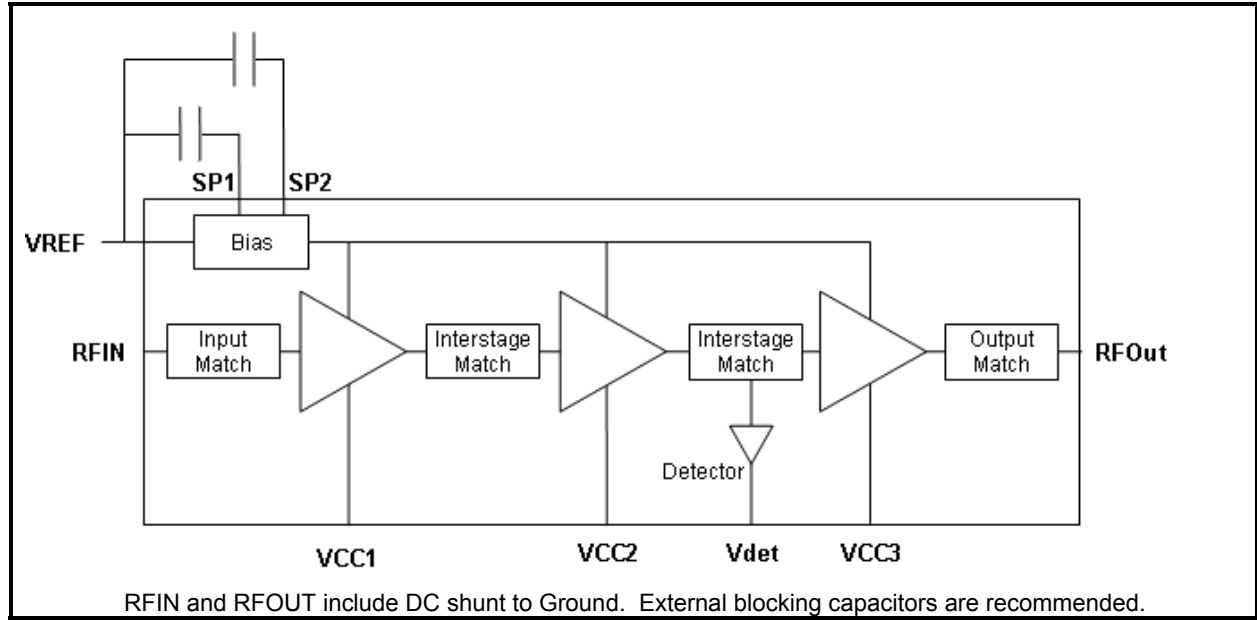 SP1
SP2
VREF
Bias
RFIN
Input
Match
Interstage
Match
Interstage
Match
Output
Match
RFOut
Detector
VCC1
VCC2
Vdet
VCC3
RFIN and RFOUT include DC shunt to Ground. External blocking capacitors are recommended.